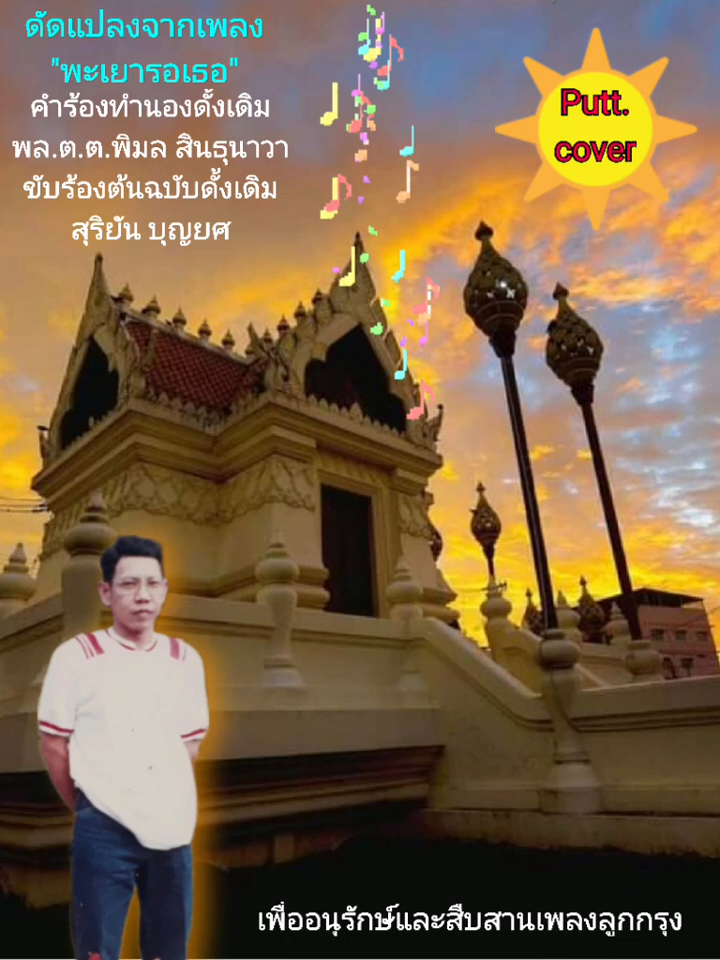 ดัดแปลงจากเพลง
"พะเยารอเธอ"
คำร้องทำนองดั้งเดิม
พล.ต.ต.พิมล สินธุนาวา
ขับร้องต้นฉบับดั้งเดิม
สุริยัน บุญยศ
Putt.
cover
เพื่ออนุรักษ์และสืบสานเพลงลูกกรุง